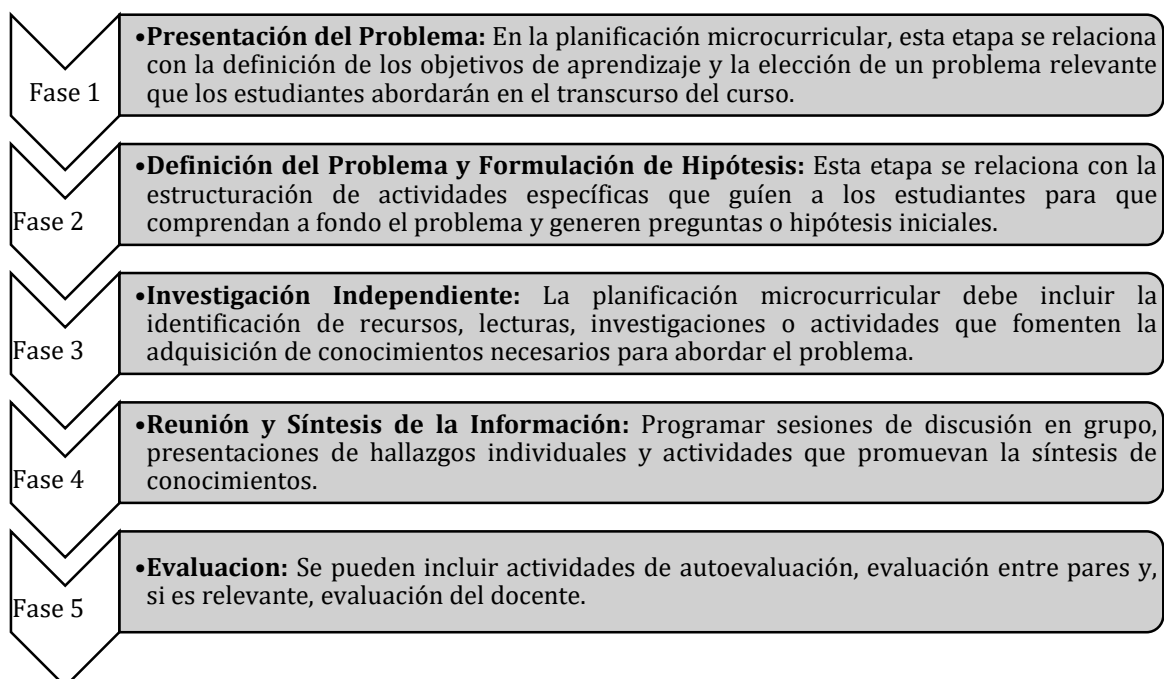 Fase 1
•Presentación del Problema: En la planificación microcurricular, esta etapa se relaciona
con la definición de los objetivos de aprendizaje y la elección de un problema relevante
que los estudiantes abordarán en el transcurso del curso.
Fase 2
•Definición del Problema y Formulación de Hipótesis: Esta etapa se relaciona con la
estructuración de actividades específicas que guíen a los estudiantes para que
comprendan a fondo el problema y generen preguntas o hipótesis iniciales.
Fase 3
•Investigación Independiente: La planificación microcurricular debe incluir la
identificación de recursos, lecturas, investigaciones o actividades que fomenten la
adquisición de conocimientos necesarios para abordar el problema.
Fase 4
•Reunión y Síntesis de la Información: Programar sesiones de discusión en grupo,
presentaciones de hallazgos individuales y actividades que promuevan la síntesis de
conocimientos.
Fase 5
•Evaluacion: Se pueden incluir actividades de autoevaluación, evaluación entre pares y,
si es relevante, evaluación del docente.